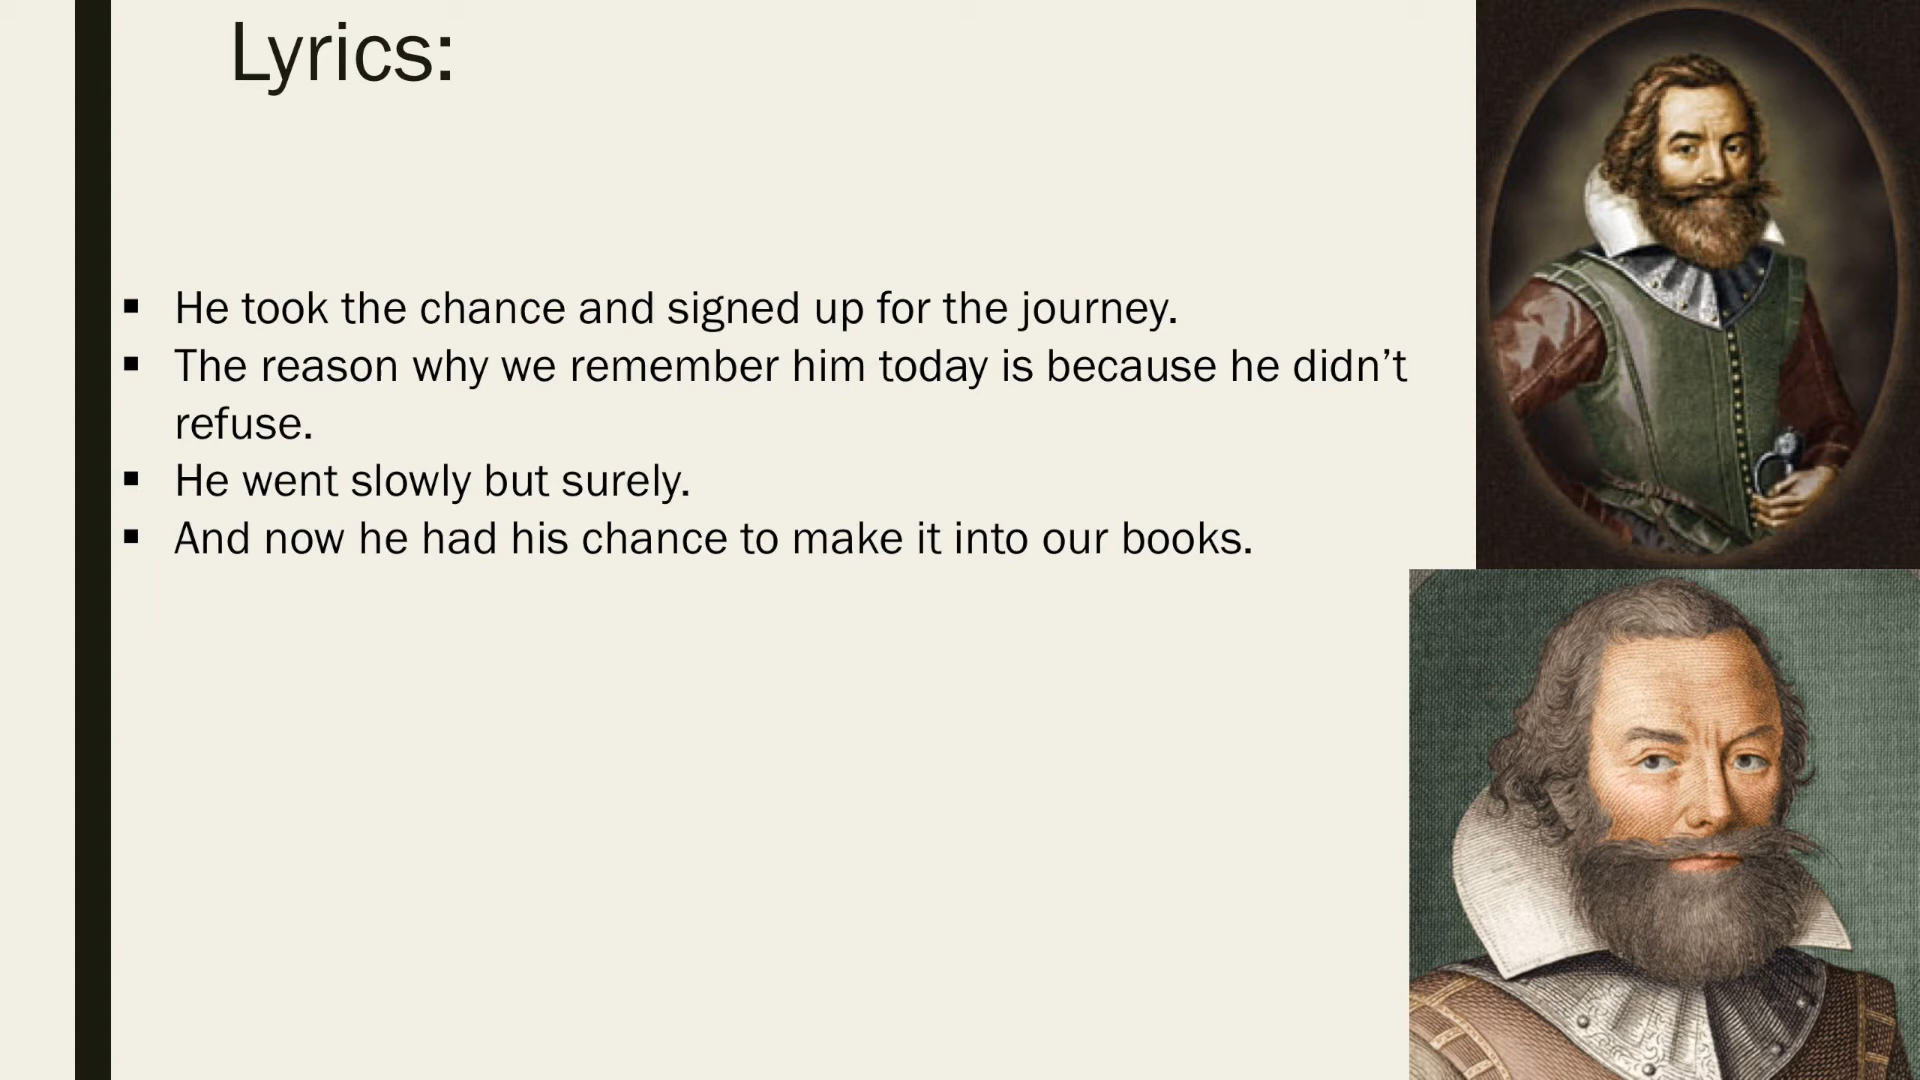 Lyrics:
▪ He took the chance and signed up for the journey.
▪ The reason why we remember him today is because he didn’t
refuse.
▪ He went slowly but surely.
▪ And now he had his chance to make it into our books.